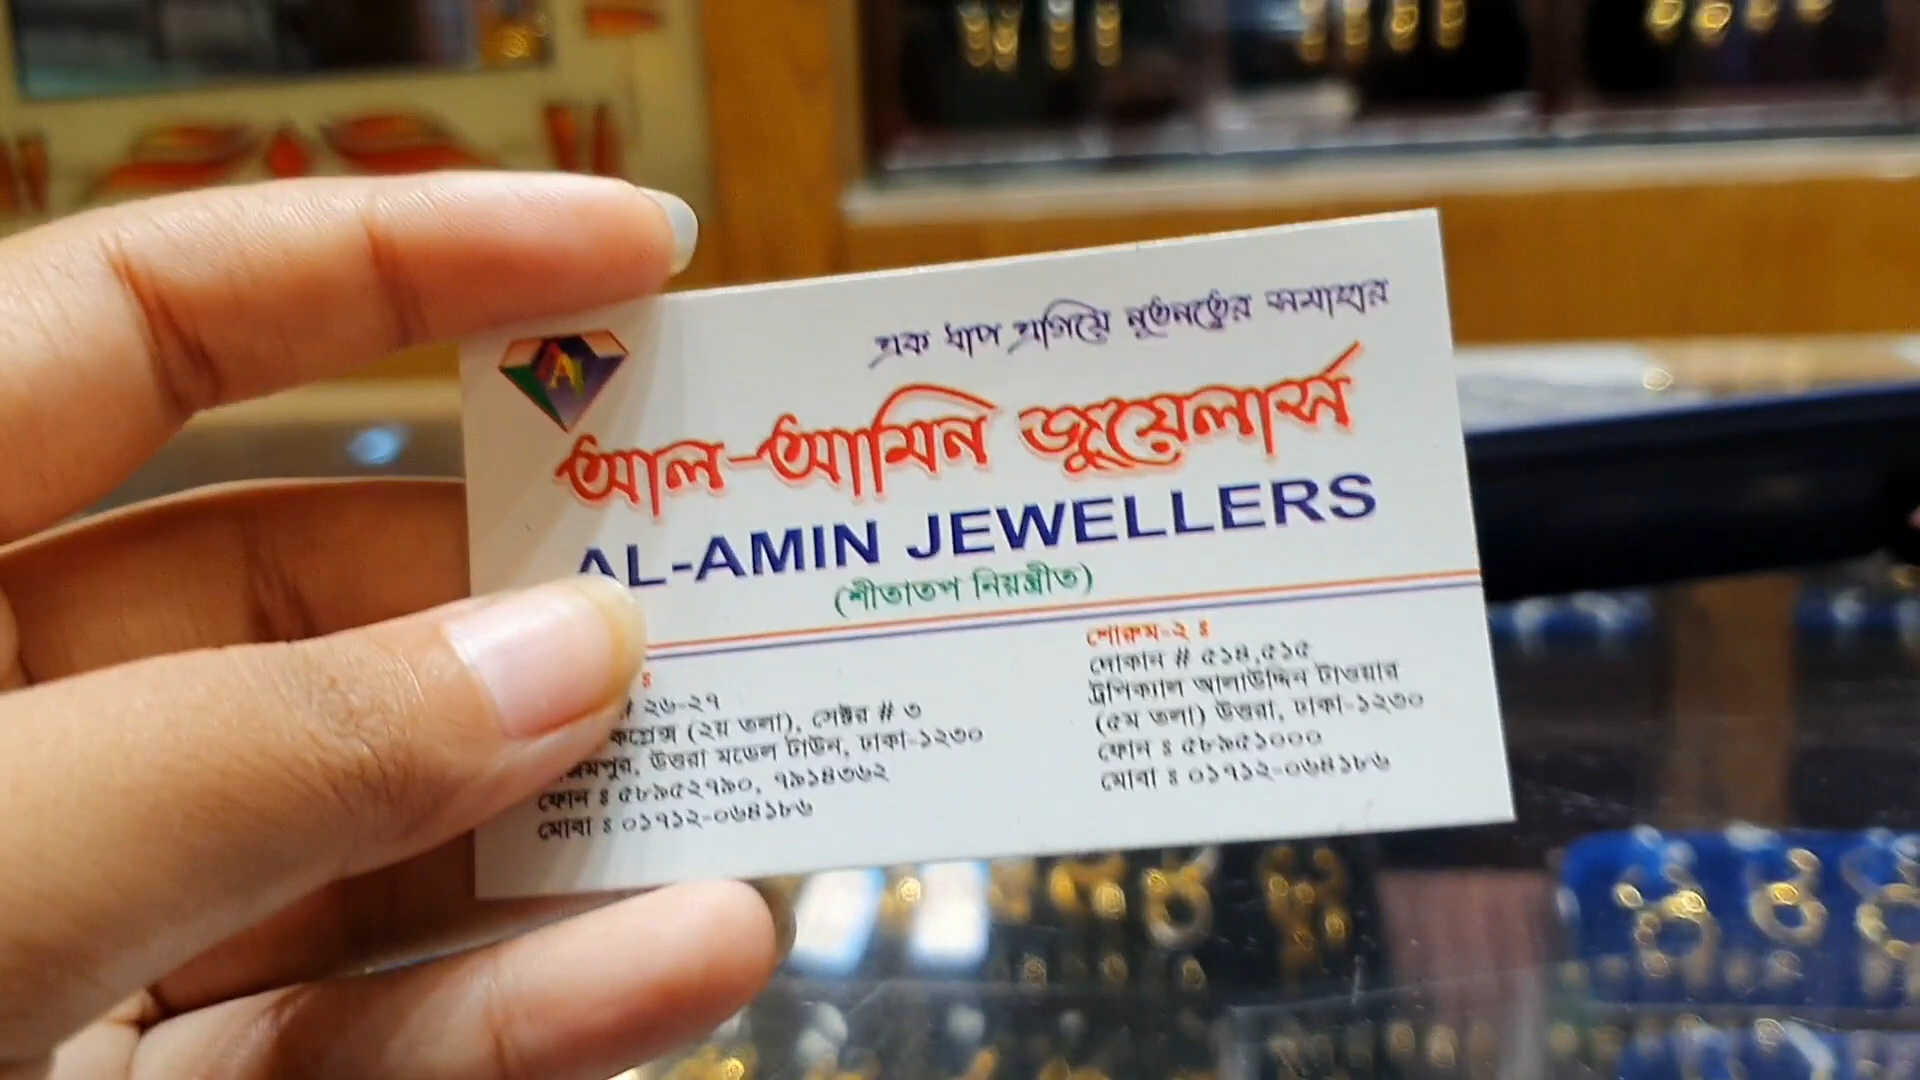 এক ধাপ এগিয়ে নূতনত্বের সমাহার
আল-আমিন জুয়েলার্স
AL-AMIN JEWELLERS
(শীতাতপ নিয়ন্ত্রীত)
ঃ
# ২৬-২৭
কমপ্লেক্স (২য় তলা), সেক্টর # ৩
উত্তরা মডেল টাউন, ঢাকা-১২৩০
ফোন ঃ ৫৮৯৫২৭৯০, ৭৯১৪৩৬২
মোবা ঃ ০১৭১২-০৬৪১৮৬
শোরুম-২ ঃ
দোকান # ৫১৪,৫১৫
ট্রপিক্যাল আলাউদ্দিন টাওয়ার
(৫ম তলা) উত্তরা, ঢাকা-১২৩০
ফোন ঃ ৫৮৯৫১০০০
মোবা ঃ ০১৭১২-০৬৪১৮৬